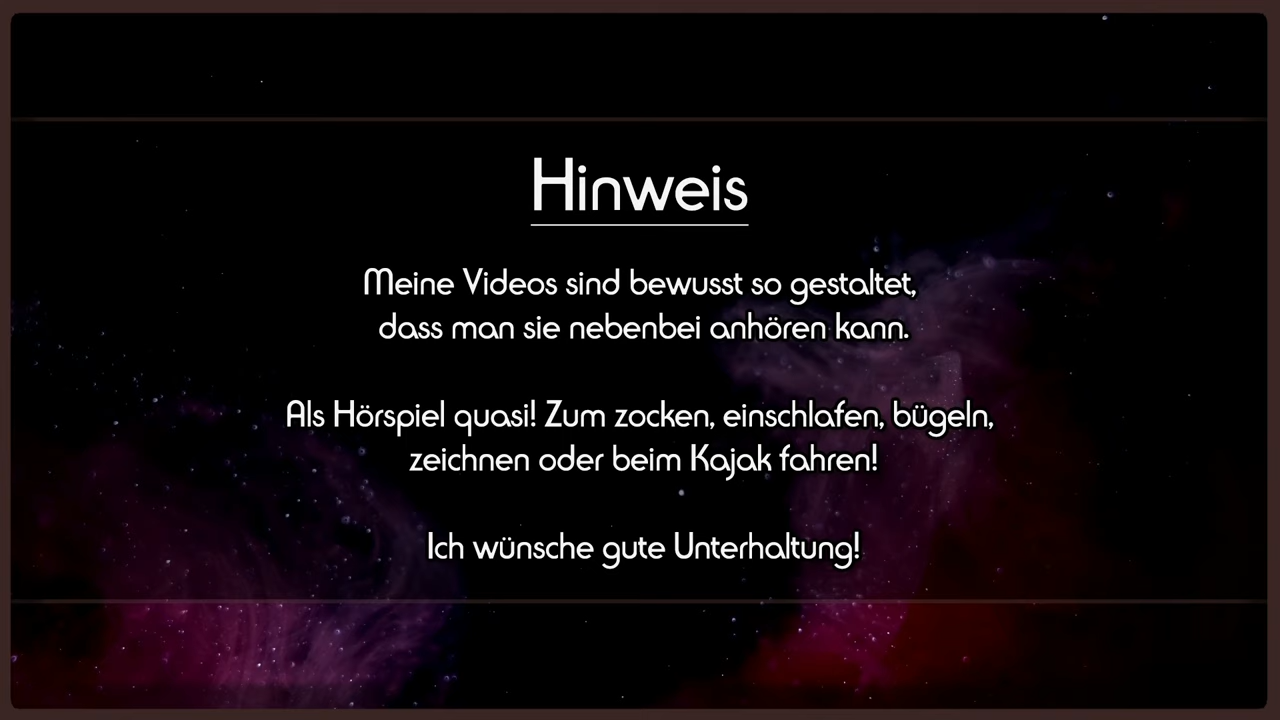 Hinweis
Meine Videos sind bewusst so gestaltet,
dass man sie nebenbei anhören kann.
Als Hörspiel quasi! Zum zocken, einschlafen, bügeln,
zeichnen oder beim Kajak fahren!
Ich wünsche gute Unterhaltung!